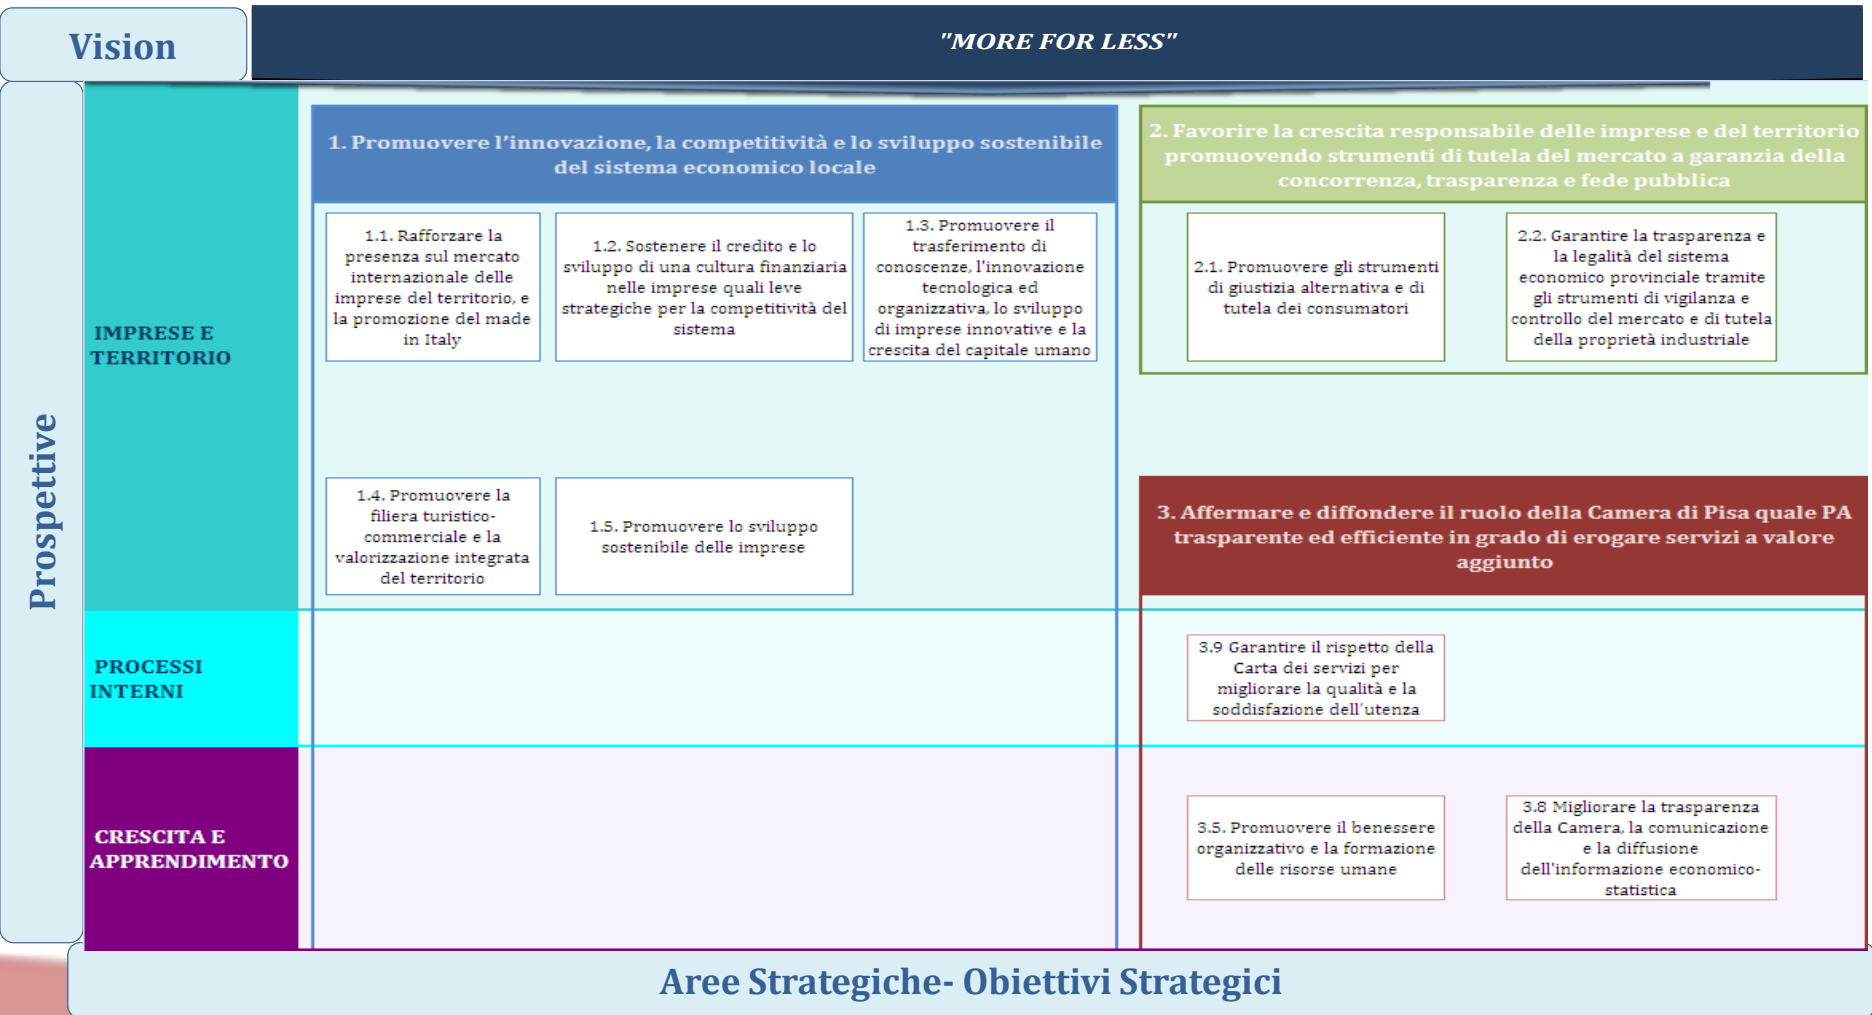 Vision
"MORE FOR LESS"
Prospettive
IMPRESE E
TERRITORIO
1. Promuovere l’innovazione, la competitività e lo sviluppo sostenibile
del sistema economico locale
1.1. Rafforzare la
presenza sul mercato
internazionale delle
imprese del territorio, e
la promozione del made
in Italy
1.2. Sostenere il credito e lo
sviluppo di una cultura finanziaria
nelle imprese quali leve
strategiche per la competitività del
sistema
1.3. Promuovere il
trasferimento di
conoscenze, l'innovazione
tecnologica ed
organizzativa, lo sviluppo
di imprese innovative e la
crescita del capitale umano
1.4. Promuovere la
filiera turistico-
commerciale e la
valorizzazione integrata
del territorio
1.5. Promuovere lo sviluppo
sostenibile delle imprese
2. Favorire la crescita responsabile delle imprese e del territorio
promuovendo strumenti di tutela del mercato a garanzia della
concorrenza, trasparenza e fede pubblica
2.1. Promuovere gli strumenti
di giustizia alternativa e di
tutela dei consumatori
2.2. Garantire la trasparenza e
la legalità del sistema
economico provinciale tramite
gli strumenti di vigilanza e
controllo del mercato e di tutela
della proprietà industriale
3. Affermare e diffondere il ruolo della Camera di Pisa quale PA
trasparente ed efficiente in grado di erogare servizi a valore
aggiunto
PROCESSI
INTERNI
3.9 Garantire il rispetto della
Carta dei servizi per
migliorare la qualità e la
soddisfazione dell'utenza
CRESCITA E
APPRENDIMENTO
3.5. Promuovere il benessere
organizzativo e la formazione
delle risorse umane
3.8 Migliorare la trasparenza
della Camera, la comunicazione
e la diffusione
dell'informazione economico-
statistica
Aree Strategiche- Obiettivi Strategici